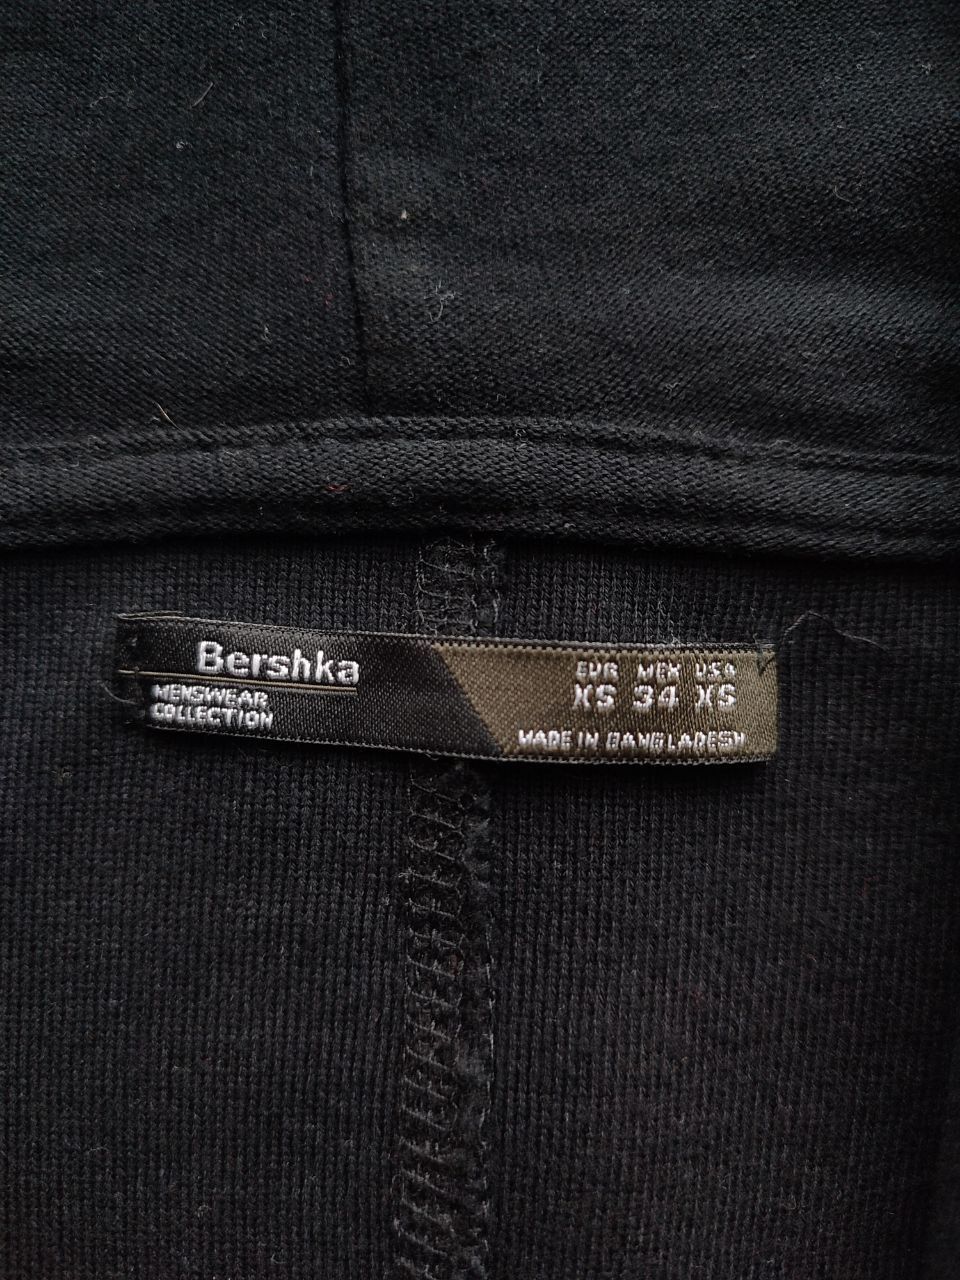 Bershka
MENSWEAR
COLLECTION
EUR MEX USA
XS 34 XS
MADE IN BANGLADESH